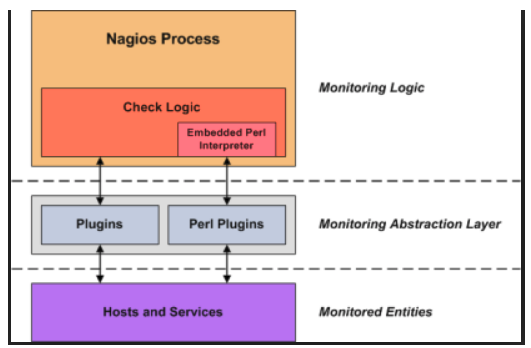 Nagios Process
Monitoring Logic
Check Logic
Embedded Perl
Interpreter
Plugins
Perl Plugins
Monitoring Abstraction Layer
Hosts and Services
Monitored Entities